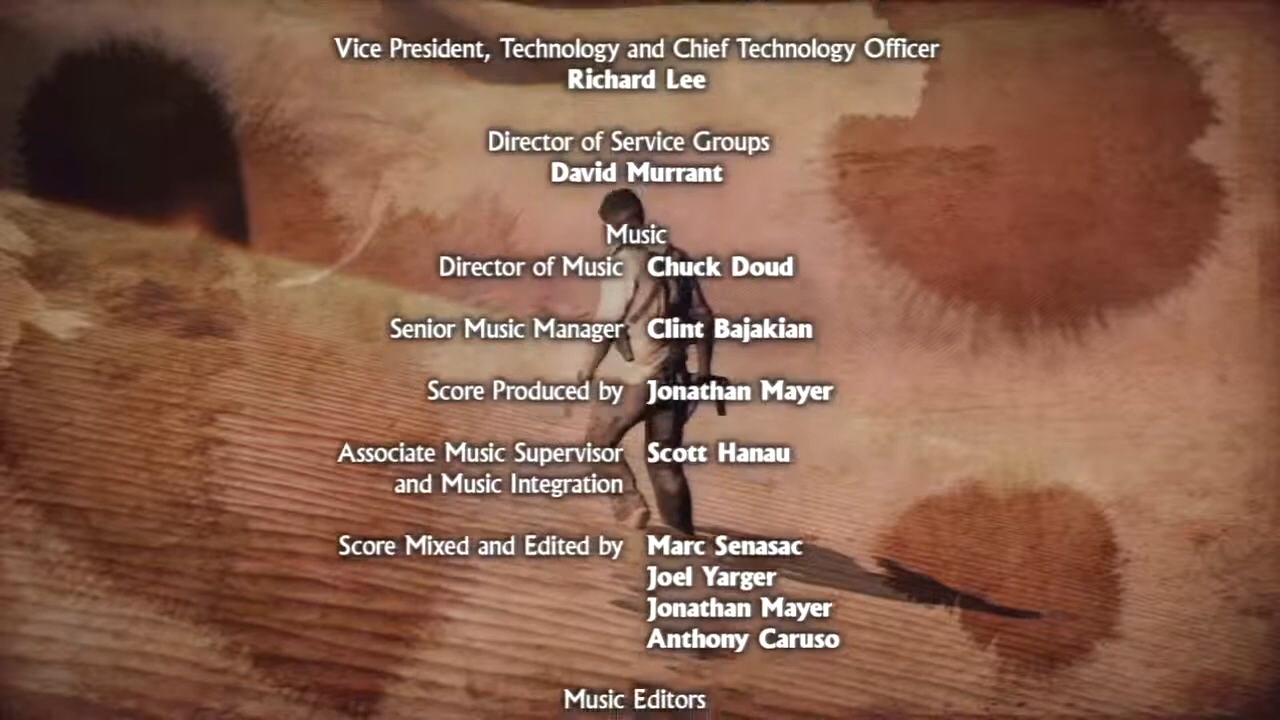 Vice President, Technology and Chief Technology Officer
Richard Lee
Director of Service Groups
David Murrant
Music
Director of Music Chuck Doud
Senior Music Manager Clint Bajakian
Score Produced by Jonathan Mayer
Associate Music Supervisor Scott Hanau
and Music Integration
Score Mixed and Edited by Marc Senasac
Joel Yarger
Jonathan Mayer
Anthony Caruso
Music Editors